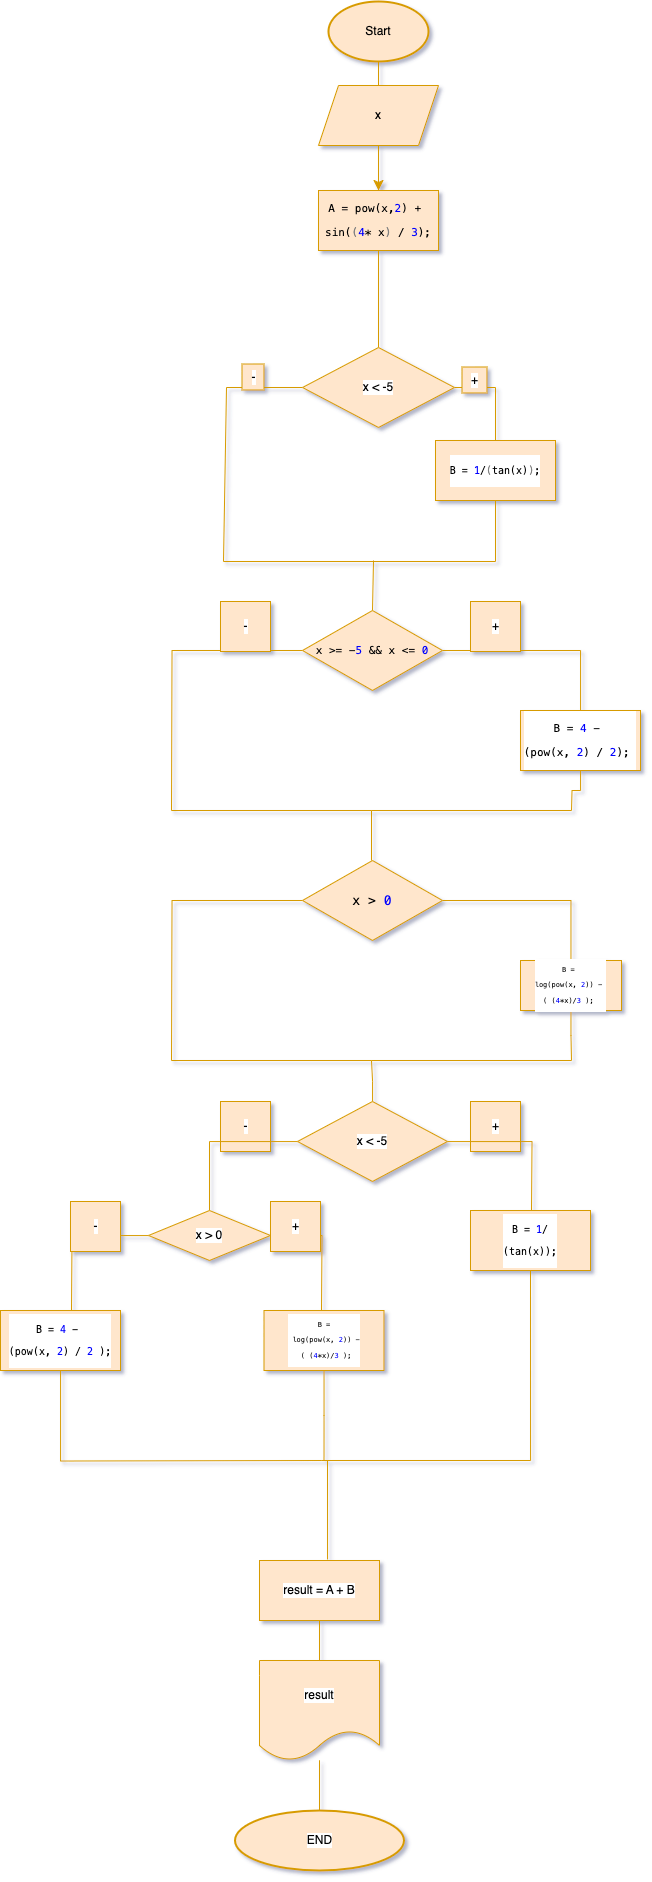 Start
x
A = pow(x,2) +
sin((4* x) / 3);
-
x < -5
+
B = 1/(tan(x));
-
+
x >= -5 && x <= 0
B = 4 -
(pow(x, 2) / 2);
x > 0
B =
log(pow(x, 2)) -
( (4*x)/3 );
-
x < -5
+
-
x > 0
+
B = 1/
(tan(x));
B = 4 -
(pow(x, 2) / 2 );
B =
log(pow(x, 2)) -
( (4*x)/3 );
result = A + B
result
END